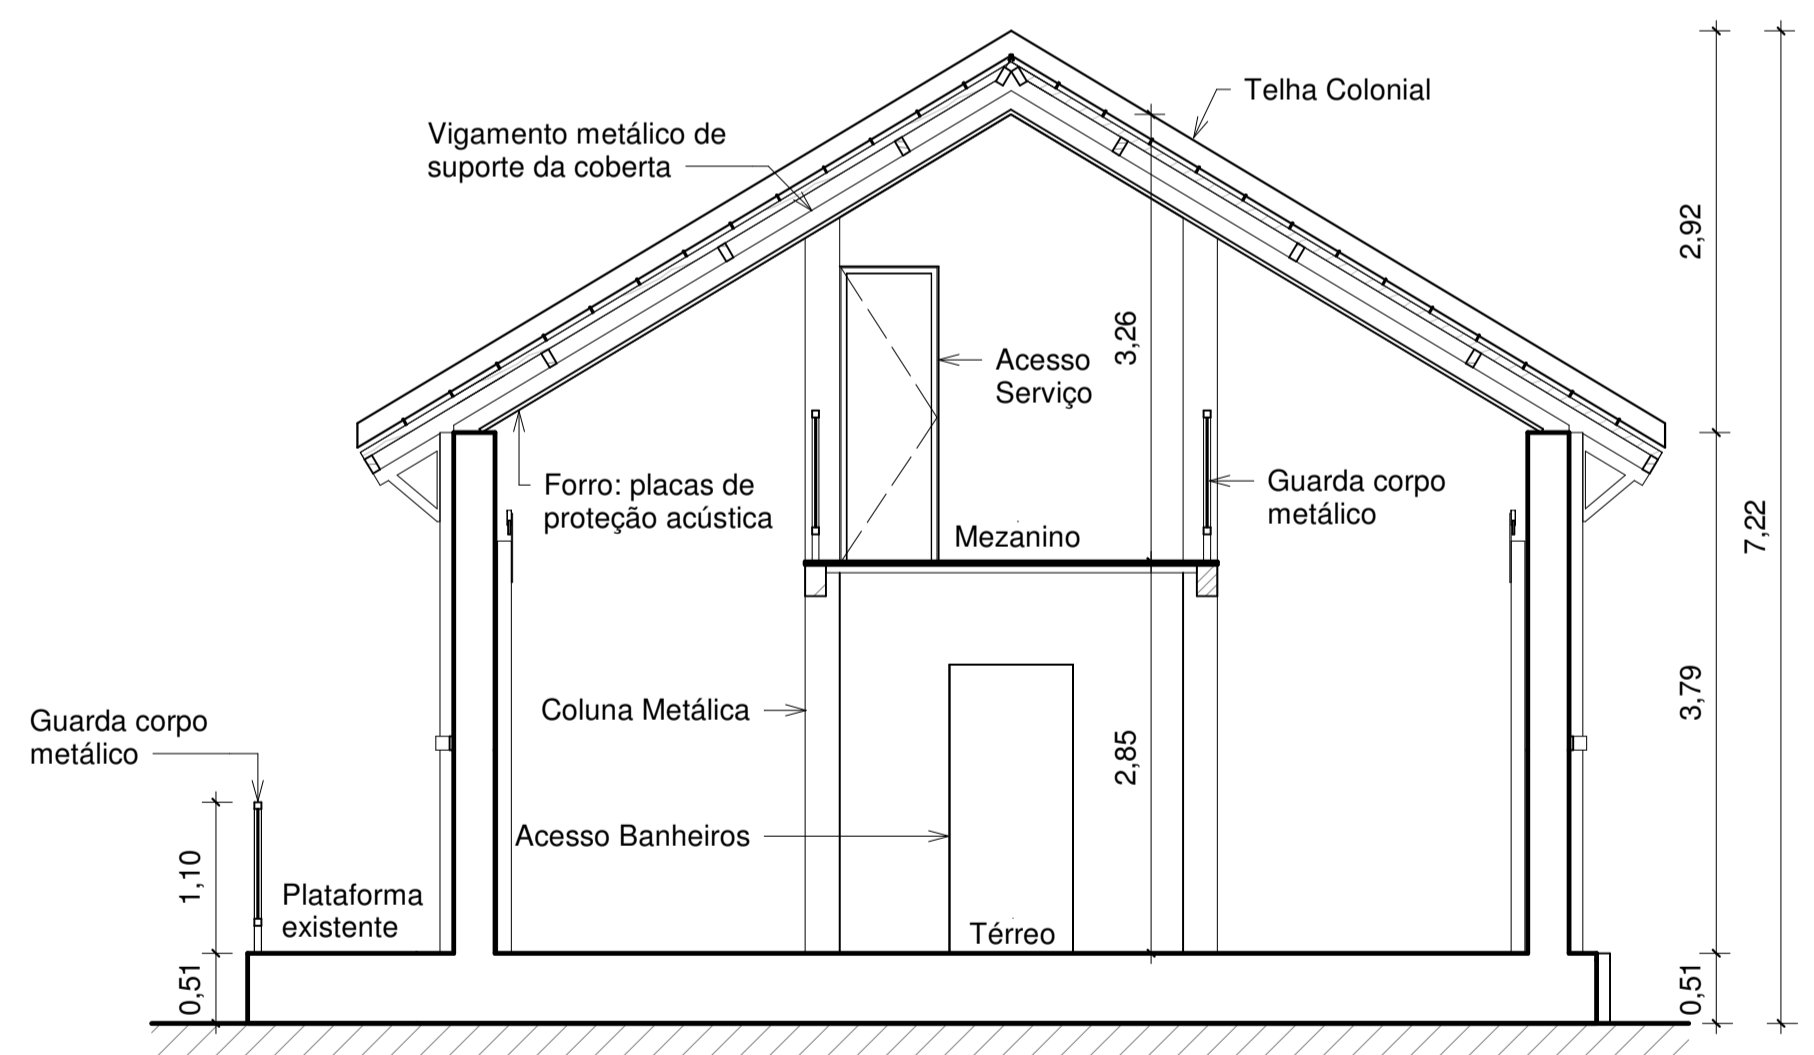 Telha Colonial
Vigamento metálico de
suporte da coberta
2,92
3,26
Acesso
Serviço
Forro: placas de
proteção acústica
Guarda corpo
metálico
Mezanino
7,22
3,79
Coluna Metálica
2,85
Guarda corpo
metálico
Acesso Banheiros
1,10
Plataforma
existente
Térreo
0,51
0,51